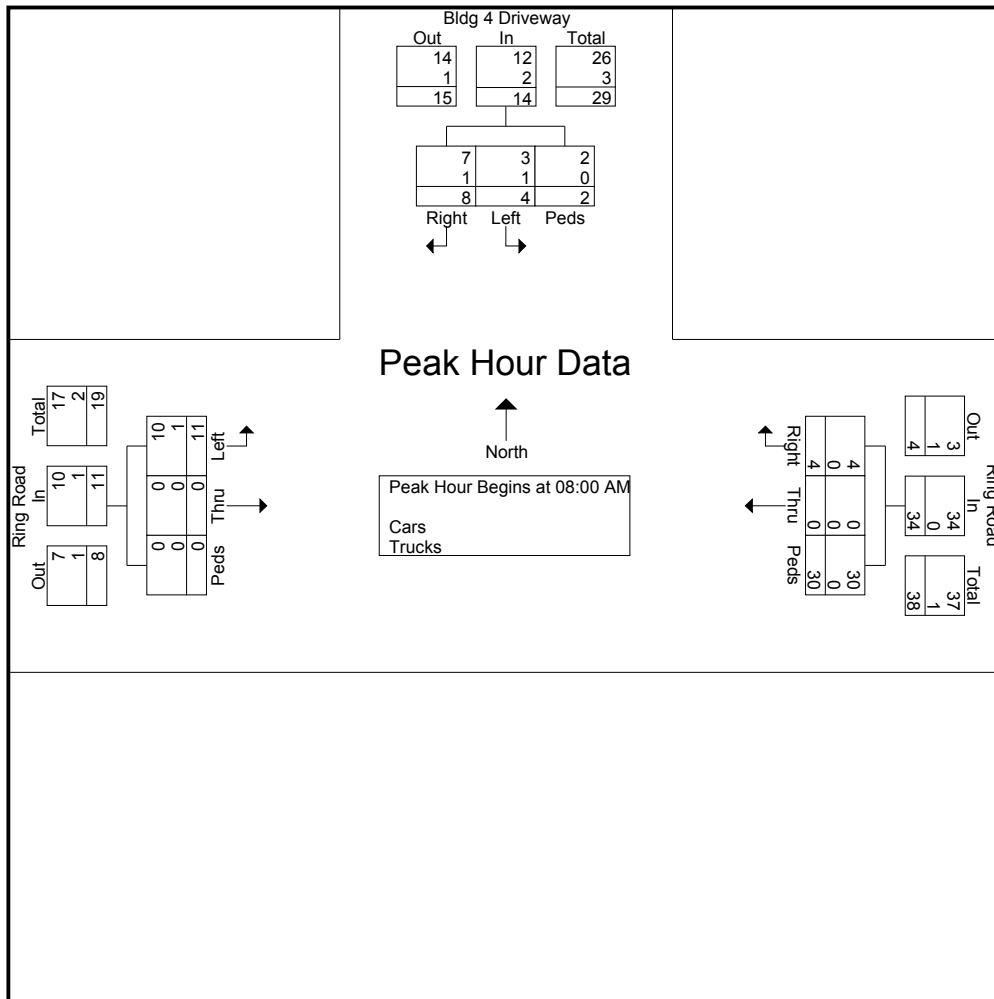 Bldg 4 Driveway
Out In Total
14 12 26
1 2 3
15 14 29
7 3 2
1 1 0
8 4 2
Right Left Peds
Peak Hour Data
North
Peak Hour Begins at 08:00 AM
Cars
Trucks
Ring Road
Out In Total
7 10 17
1 1 2
8 11 19
0 0 10
0 0 1
0 0 11
Peds Thru Left
Ring Road
Out In Total
3 34 37
1 0 1
4 34 38
4 0 30
0 0 0
4 0 30
Right Thru Peds